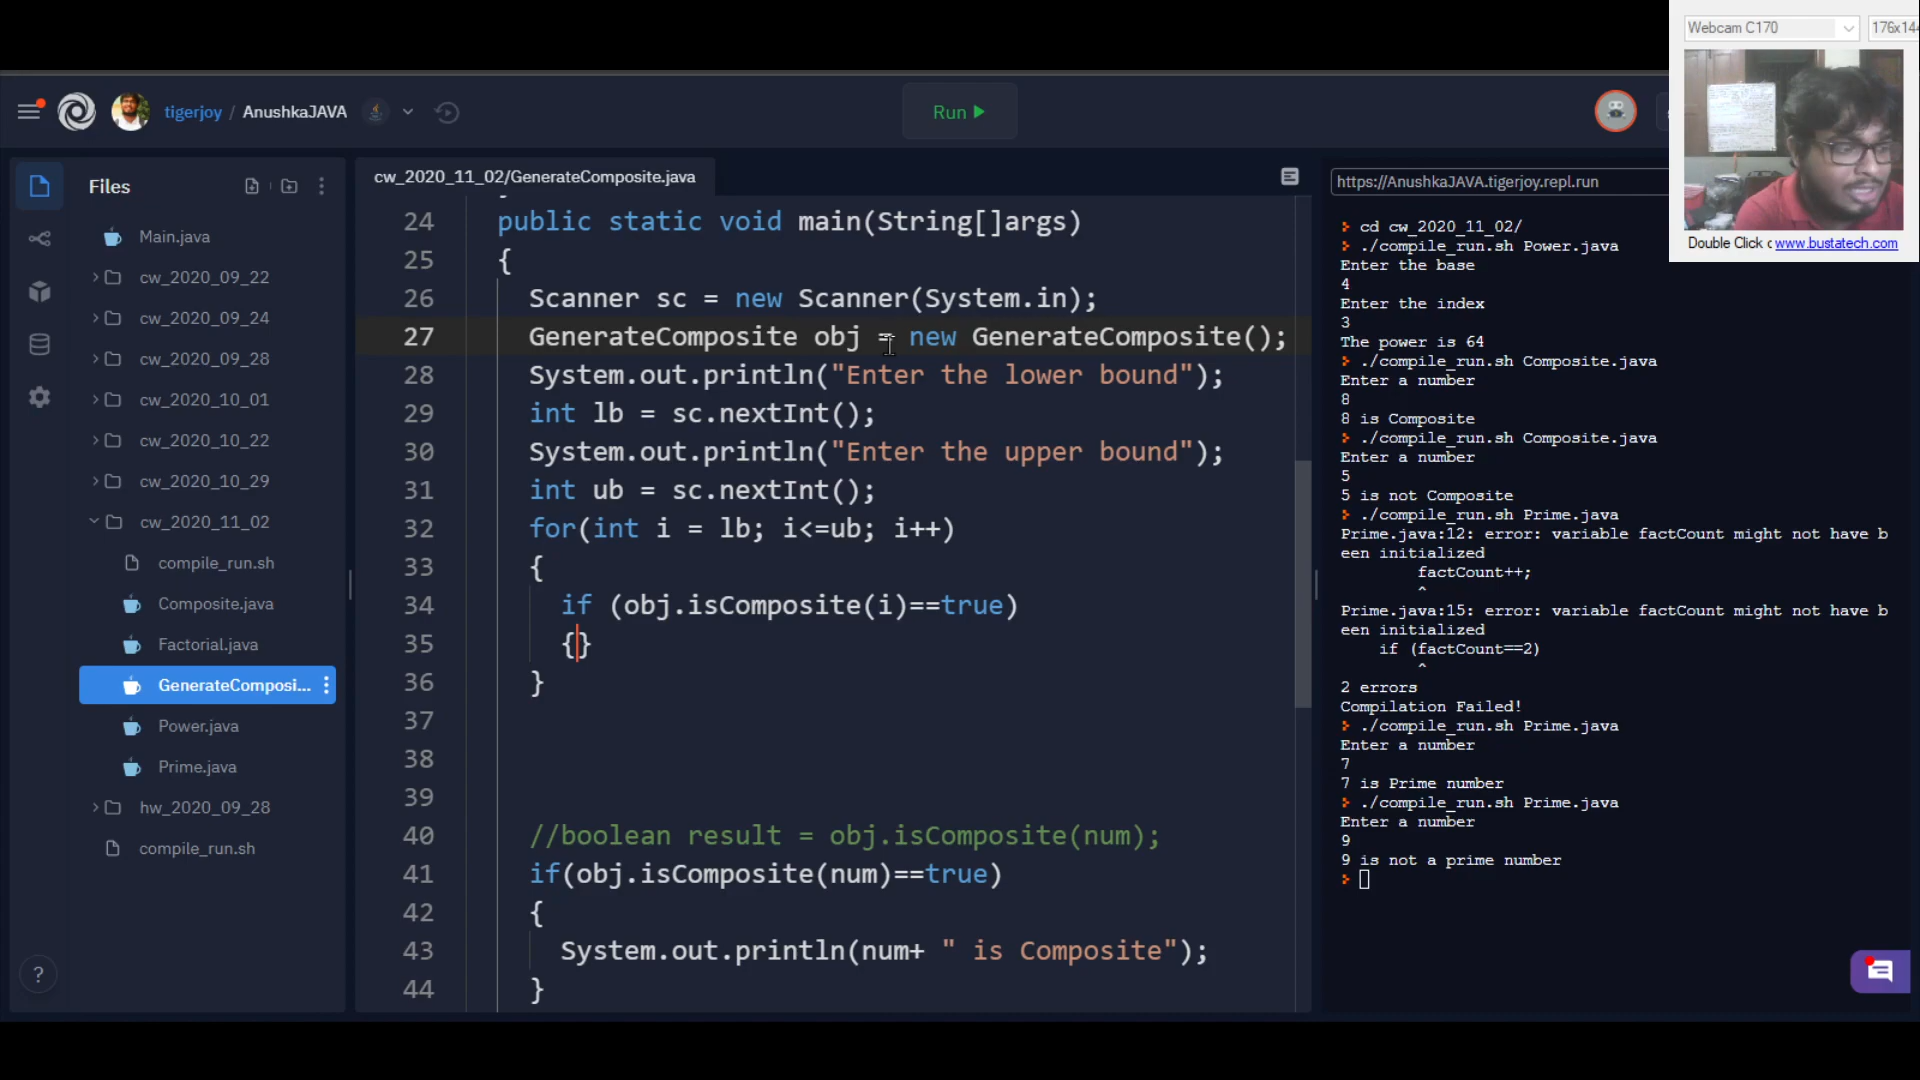 Webcam C170
176x144
Double Click www.bustatech.com
tigerjoy / AnushkaJAVA
Run
Files
Main.java
cw_2020_09_22
cw_2020_09_24
cw_2020_09_28
cw_2020_10_01
cw_2020_10_22
cw_2020_10_29
cw_2020_11_02
compile_run.sh
Composite.java
Factorial.java
GenerateComposi...
Power.java
Prime.java
hw_2020_09_28
compile_run.sh
?
cw_2020_11_02/GenerateComposite.java
24 public static void main(String[]args)
25 {
26 Scanner sc = new Scanner(System.in);
27 GenerateComposite obj = new GenerateComposite();
28 System.out.println("Enter the lower bound");
29 int lb = sc.nextInt();
30 System.out.println("Enter the upper bound");
31 int ub = sc.nextInt();
32 for(int i = lb; i<=ub; i++)
33 {
34 if (obj.isComposite(i)==true)
35 {}
36 }
37
38
39
40 //boolean result = obj.isComposite(num);
41 if(obj.isComposite(num)==true)
42 {
43 System.out.println(num+ " is Composite");
44 }
https://AnushkaJAVA.tigerjoy.repl.run
cd cw_2020_11_02/
./compile_run.sh Power.java
Enter the base
4
Enter the index
3
The power is 64
./compile_run.sh Composite.java
Enter a number
8
8 is Composite
./compile_run.sh Composite.java
Enter a number
5
5 is not Composite
./compile_run.sh Prime.java
Prime.java:12: error: variable factCount might not have b
een initialized
factCount++;
^
Prime.java:15: error: variable factCount might not have b
een initialized
if (factCount==2)
^
2 errors
Compilation Failed!
./compile_run.sh Prime.java
Enter a number
7
7 is Prime number
./compile_run.sh Prime.java
Enter a number
9
9 is not a prime number